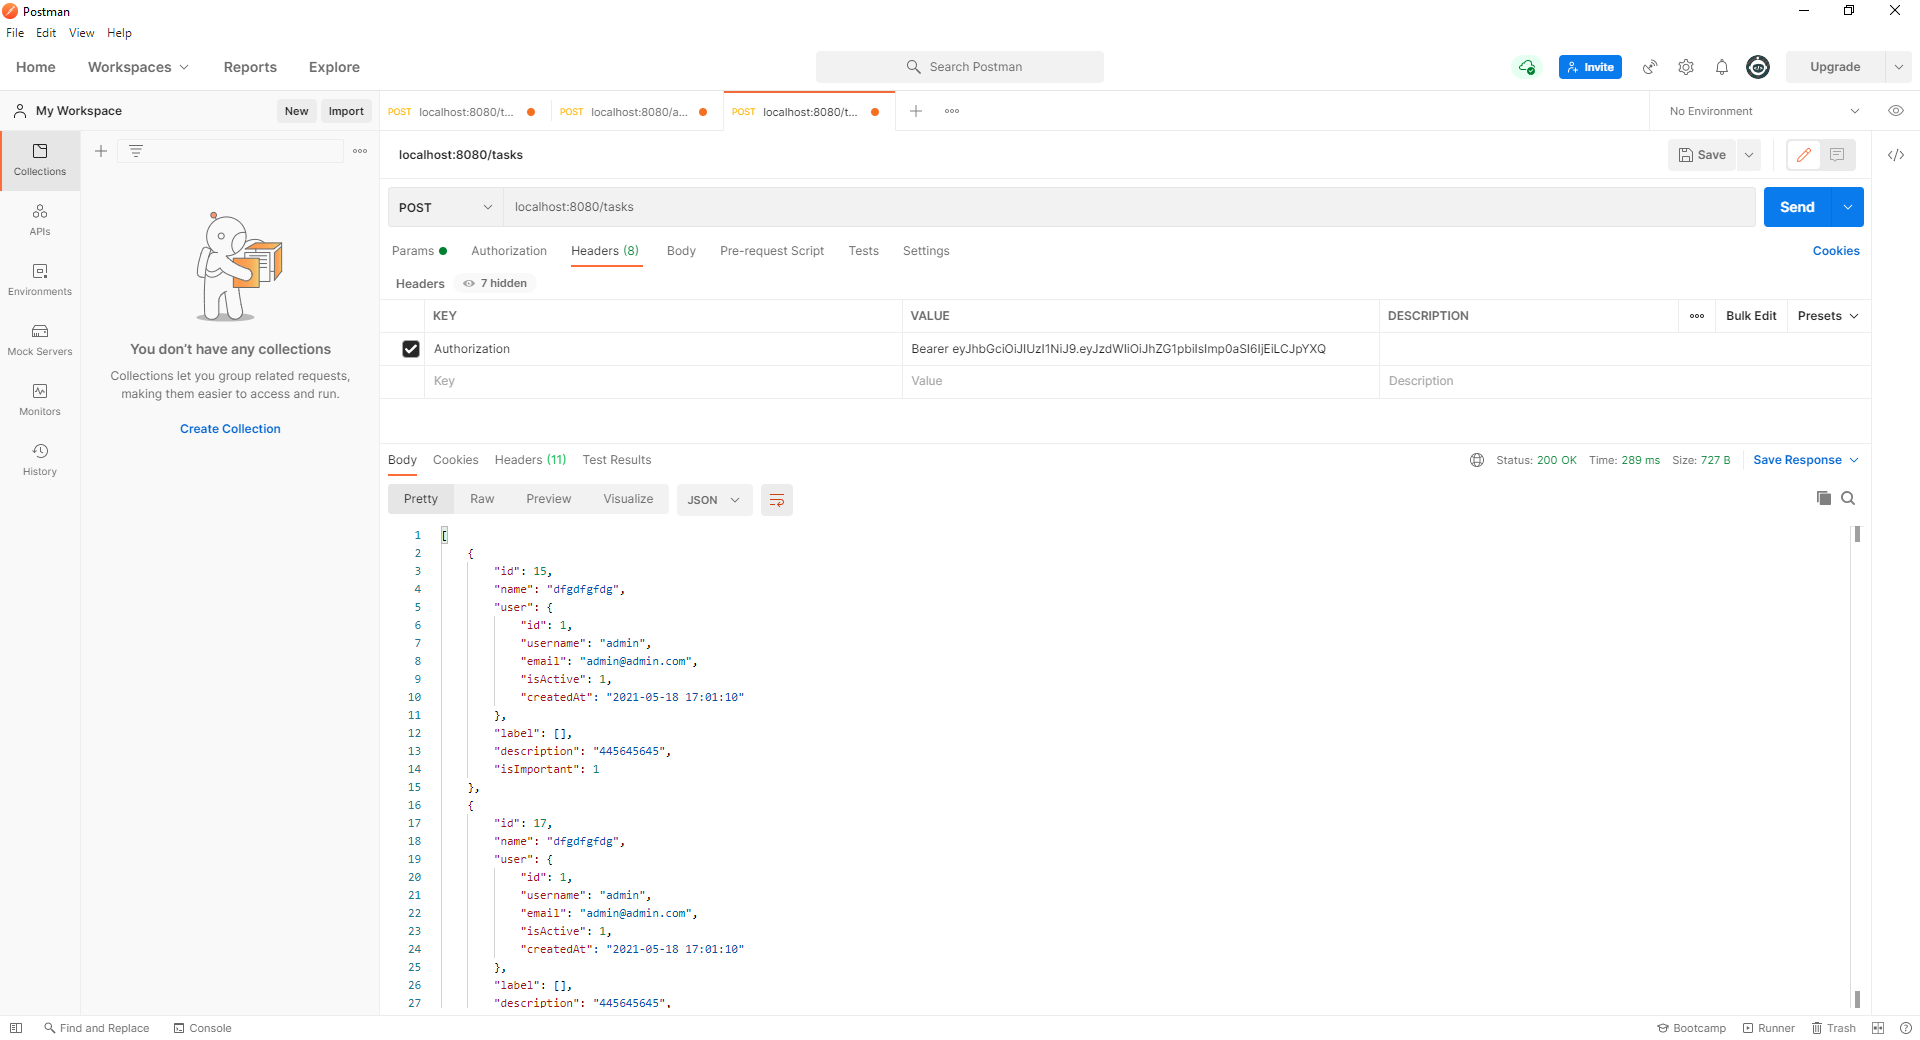 Postman
File Edit View Help
Home Workspaces Reports Explore
Search Postman
Invite
Upgrade
My Workspace
New Import
POST localhost:8080/t...
POST localhost:8080/a...
POST localhost:8080/t...
No Environment
Collections
APIs
Environments
Mock Servers
Monitors
History
You don't have any collections
Collections let you group related requests,
making them easier to access and run.
Create Collection
localhost:8080/tasks
Save
POST localhost:8080/tasks
Send
Params Authorization Headers (8) Body Pre-request Script Tests Settings
Cookies
Headers 7 hidden
KEY VALUE DESCRIPTION
Bulk Edit Presets
Authorization Bearer eyJhbGciOiJIUzI1NiJ9.eyJzdWIiOiJhZG1pbiIsImp0aSI6IjEiLCJpYXQ
Key Value Description
Body Cookies Headers (11) Test Results
Status: 200 OK Time: 289 ms Size: 727 B Save Response
Pretty Raw Preview Visualize JSON
1 [
2 {
3 "id": 15,
4 "name": "dfgdfgfdg",
5 "user": {
6 "id": 1,
7 "username": "admin",
8 "email": "admin@admin.com",
9 "isActive": 1,
10 "createdAt": "2021-05-18 17:01:10"
11 },
12 "label": [],
13 "description": "445645645",
14 "isImportant": 1
15 },
16 {
17 "id": 17,
18 "name": "dfgdfgfdg",
19 "user": {
20 "id": 1,
21 "username": "admin",
22 "email": "admin@admin.com",
23 "isActive": 1,
24 "createdAt": "2021-05-18 17:01:10"
25 },
26 "label": [],
27 "description": "445645645",
Find and Replace Console
Bootcamp Runner Trash